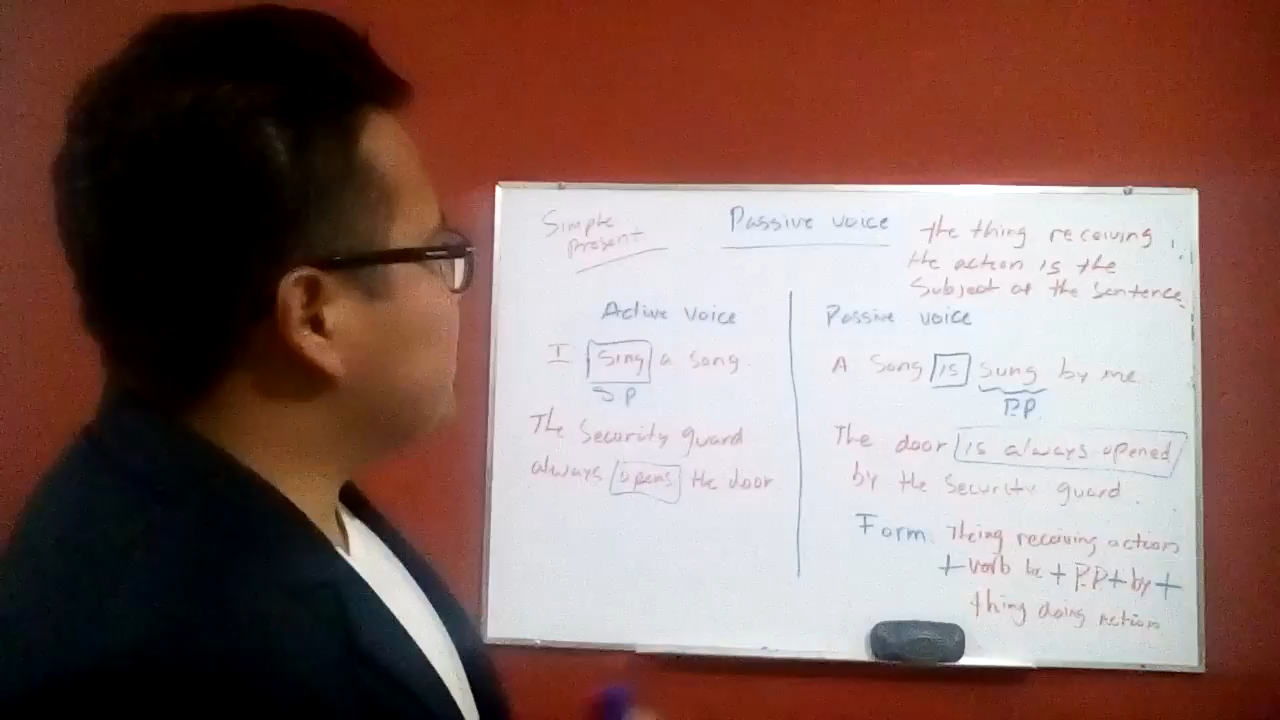 Simple
present
Passive voice
the thing receiving
the action is the
Subject of the sentence.
Active voice
I sing a song.
S P
The Security guard
always opens the door
Passive voice
A Song is sung by me
P.P
The door is always opened
by the Security guard.
Form. Thing receiving action
+ verb be + P.P + by +
thing doing action